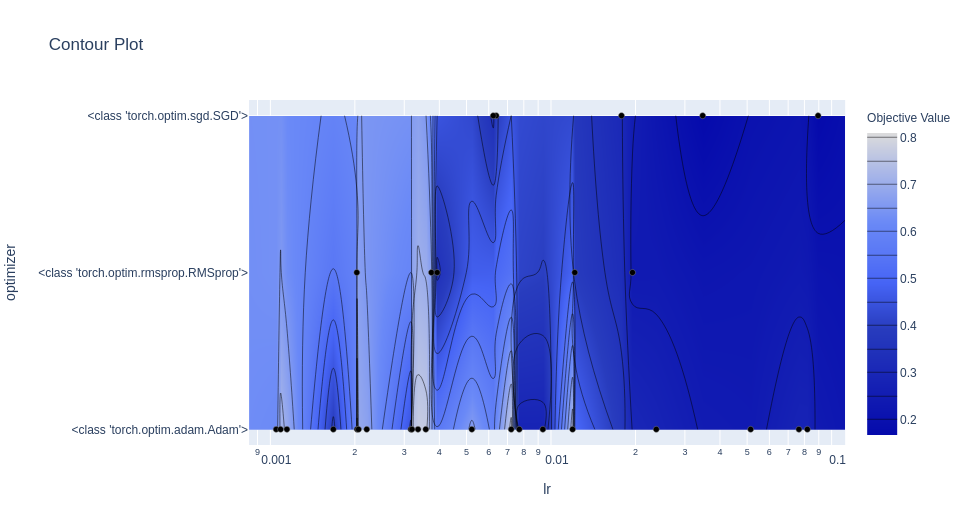 Contour Plot
Objective Value
<class 'torch.optim.sgd.SGD'>
<class 'torch.optim.rmsprop.RMSprop'>
<class 'torch.optim.adam.Adam'>
optimizer
0.8
0.7
0.6
0.5
0.4
0.3
0.2
9 0.001 2 3 4 5 6 7 8 9 0.01 2 3 4 5 6 7 8 9 0.1
lr